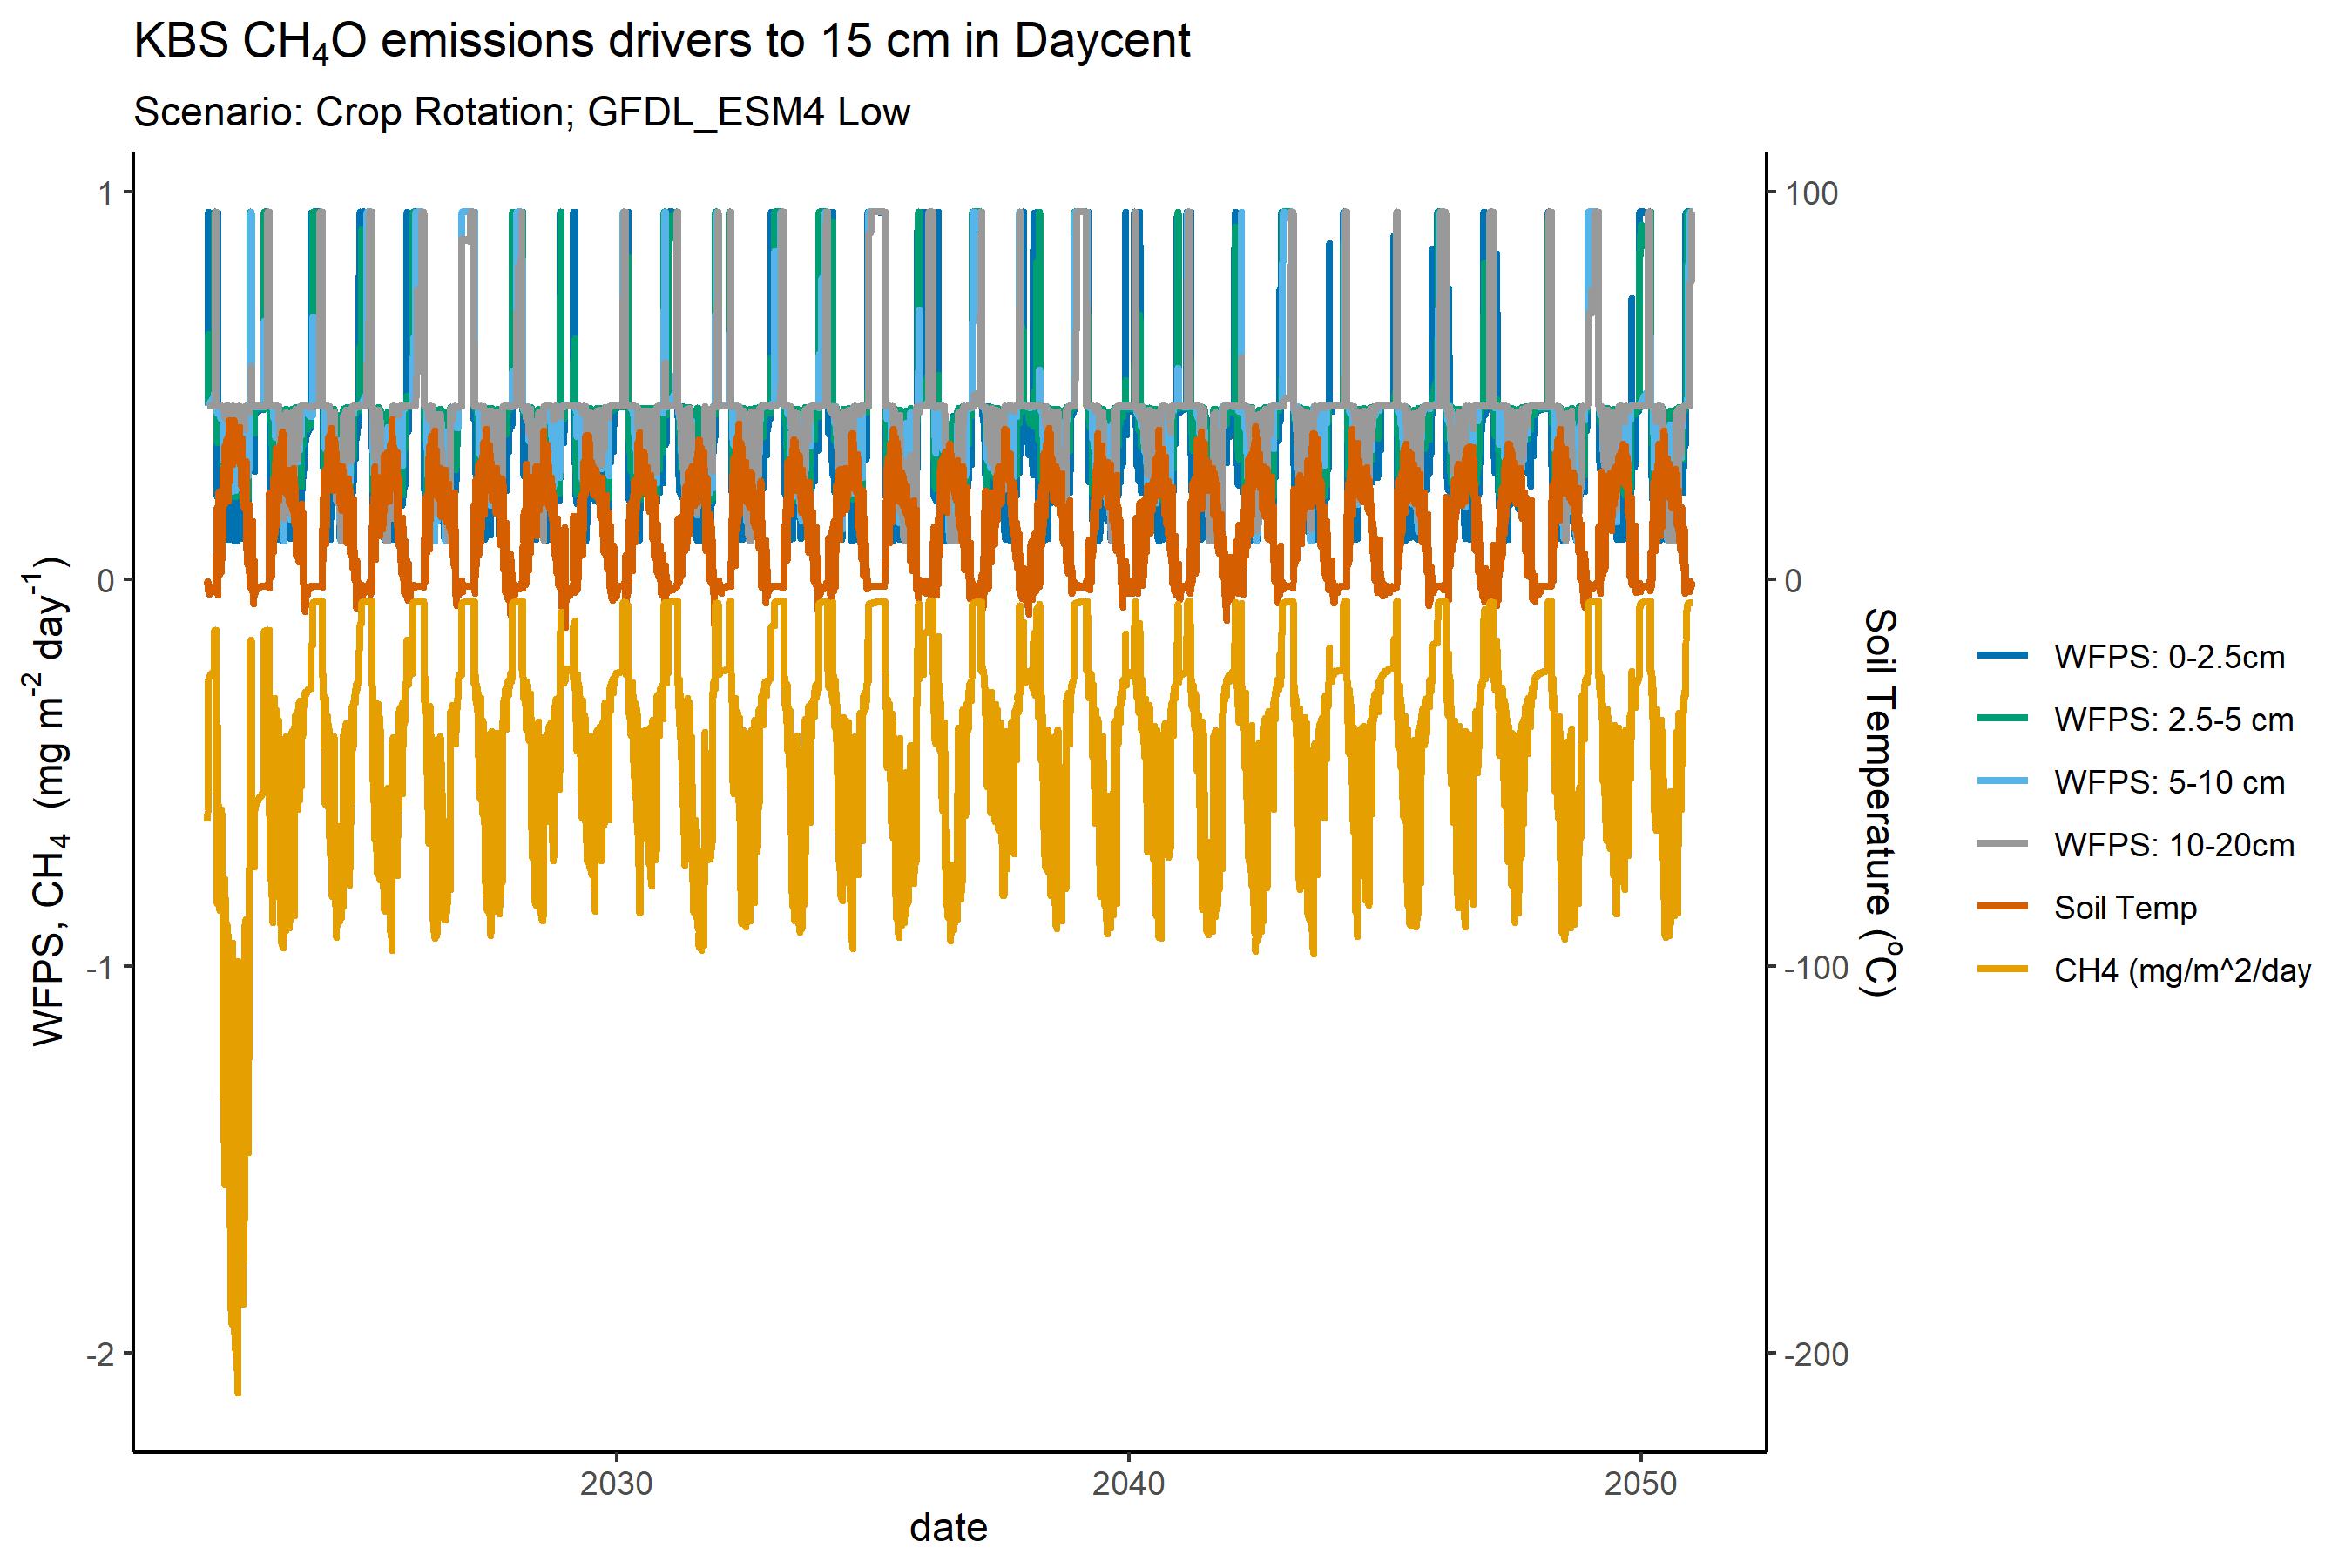 KBS CH₄O emissions drivers to 15 cm in Daycent
Scenario: Crop Rotation; GFDL_ESM4 Low
1
0
-1
-2
WFPS, CH₄ (mg m⁻² day⁻¹)
100
0
-100
-200
Soil Temperature (°C)
2030
2040
2050
date
WFPS: 0-2.5cm
WFPS: 2.5-5 cm
WFPS: 5-10 cm
WFPS: 10-20cm
Soil Temp
CH4 (mg/m^2/day